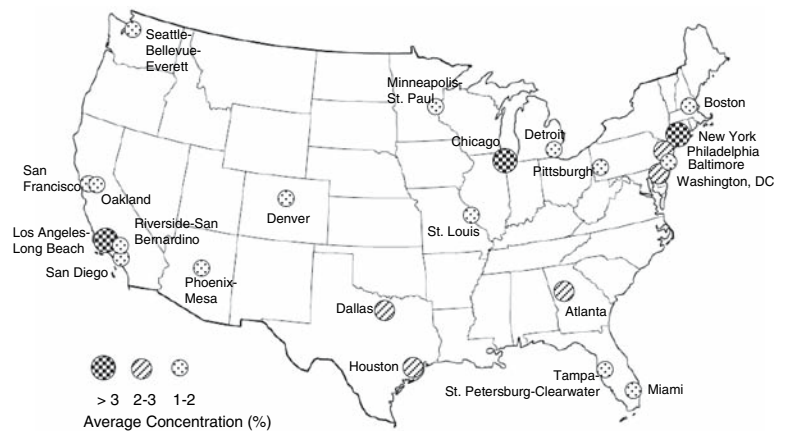 Seattle-
Bellevue-
Everett
Minneapolis-
St. Paul
Boston
Chicago
Detroit
New York
Philadelphia
Baltimore
Washington, DC
Pittsburgh
San
Francisco
Oakland
Denver
St. Louis
Riverside-San
Bernardino
Los Angeles-
Long Beach
San Diego
Phoenix-
Mesa
Dallas
Atlanta
Houston
Tampa-
St. Petersburg-Clearwater
Miami
> 3 2-3 1-2
Average Concentration (%)